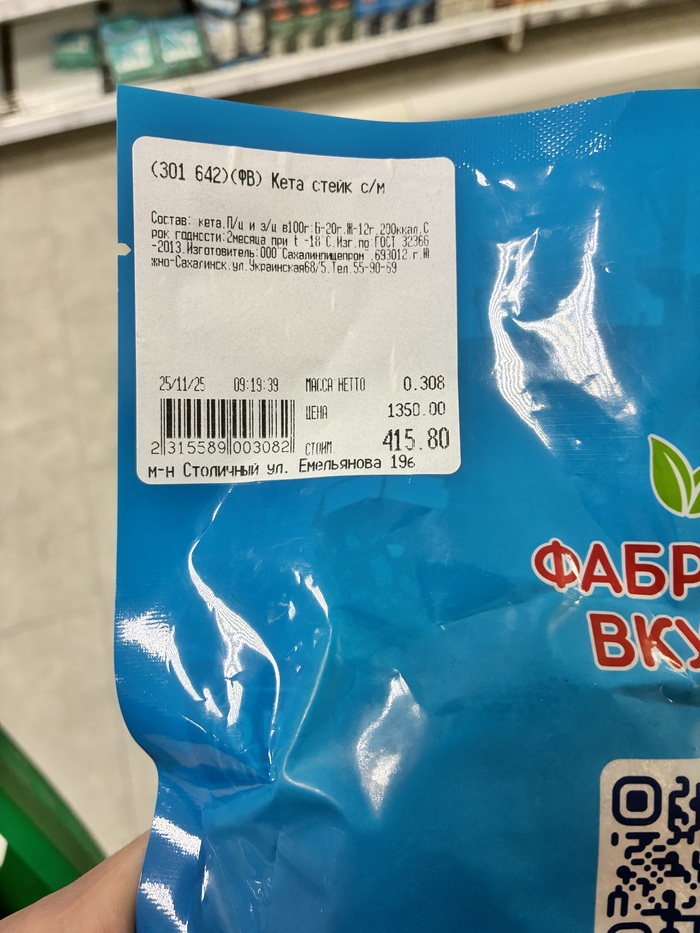 (301 642)(ФВ) Кета стейк с/м
Состав: кета.П/ц и э/ц в100г:Б-20г.Ж-12г.200ккал.С
рок годности:2месяца при t -18 C.Изг.по ГОСТ 32366
-2013.Изготовитель:ООО"Сахалинпищепром".693012.г.Ю
жно-Сахалинск.ул.Украинская68/5.Тел.55-90-69
25/11/25 09:19:39 МАССА НЕТТО 0.308
ЦЕНА 1350.00
2 315589 003082 СТОИМ 415.80
м-н Столичный ул. Емельянова 19б
ФАБР
ВКУ